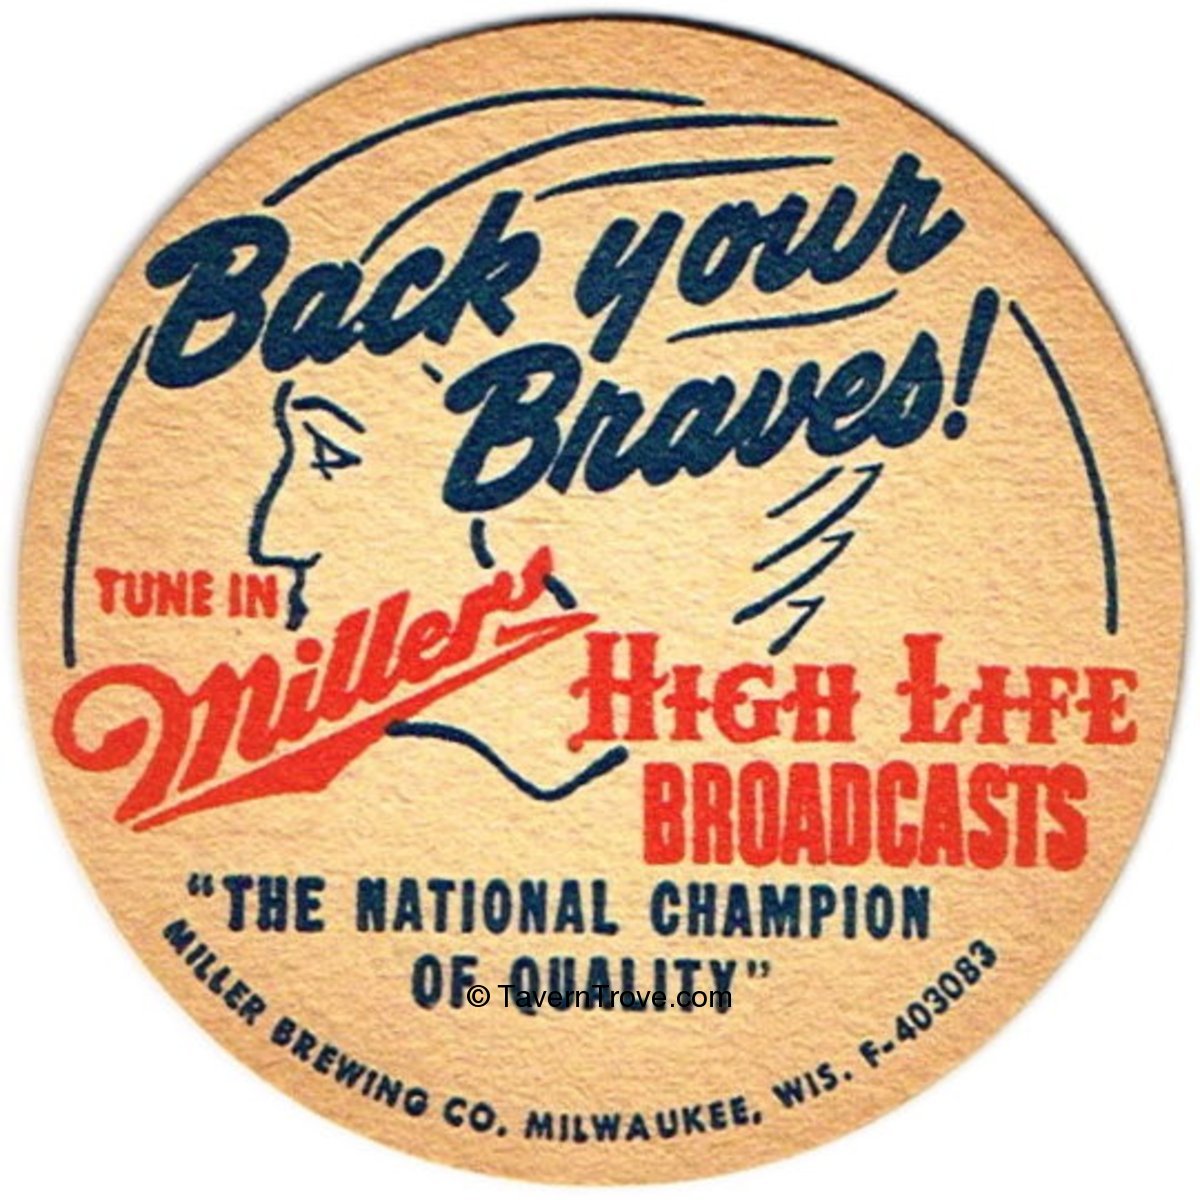 Back your
Braves!
TUNE IN
Miller
HIGH LIFE
BROADCASTS
"THE NATIONAL CHAMPION
OF QUALITY"
© TavernTrove.com
MILLER BREWING CO. MILWAUKEE, WIS. F-403083